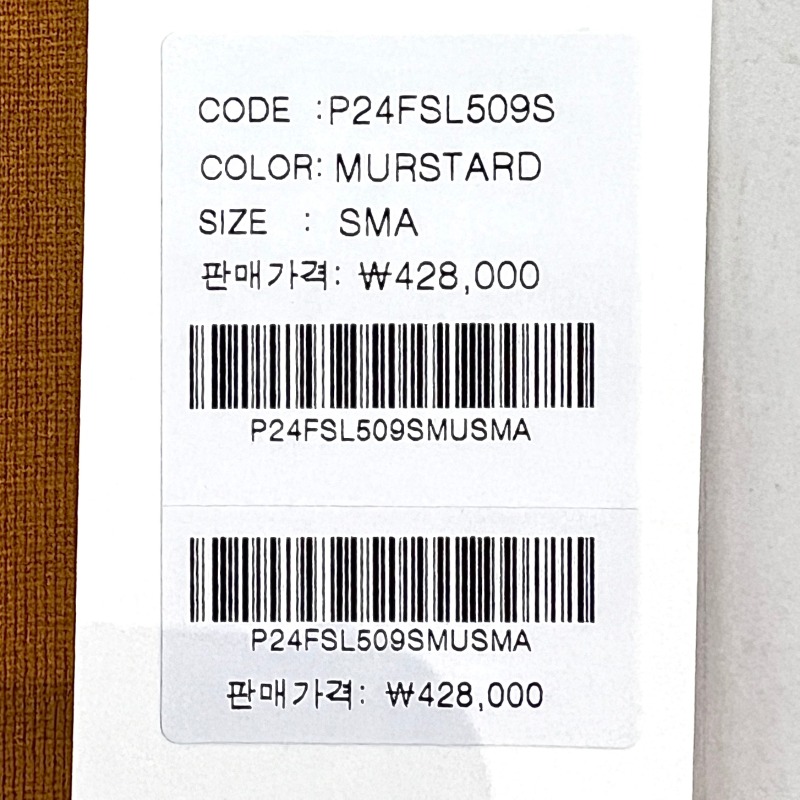 CODE :P24FSL509S
COLOR: MURSTARD
SIZE : SMA
판매가격: ₩428,000
P24FSL509SMUSMA
P24FSL509SMUSMA
판매가격: ₩428,000